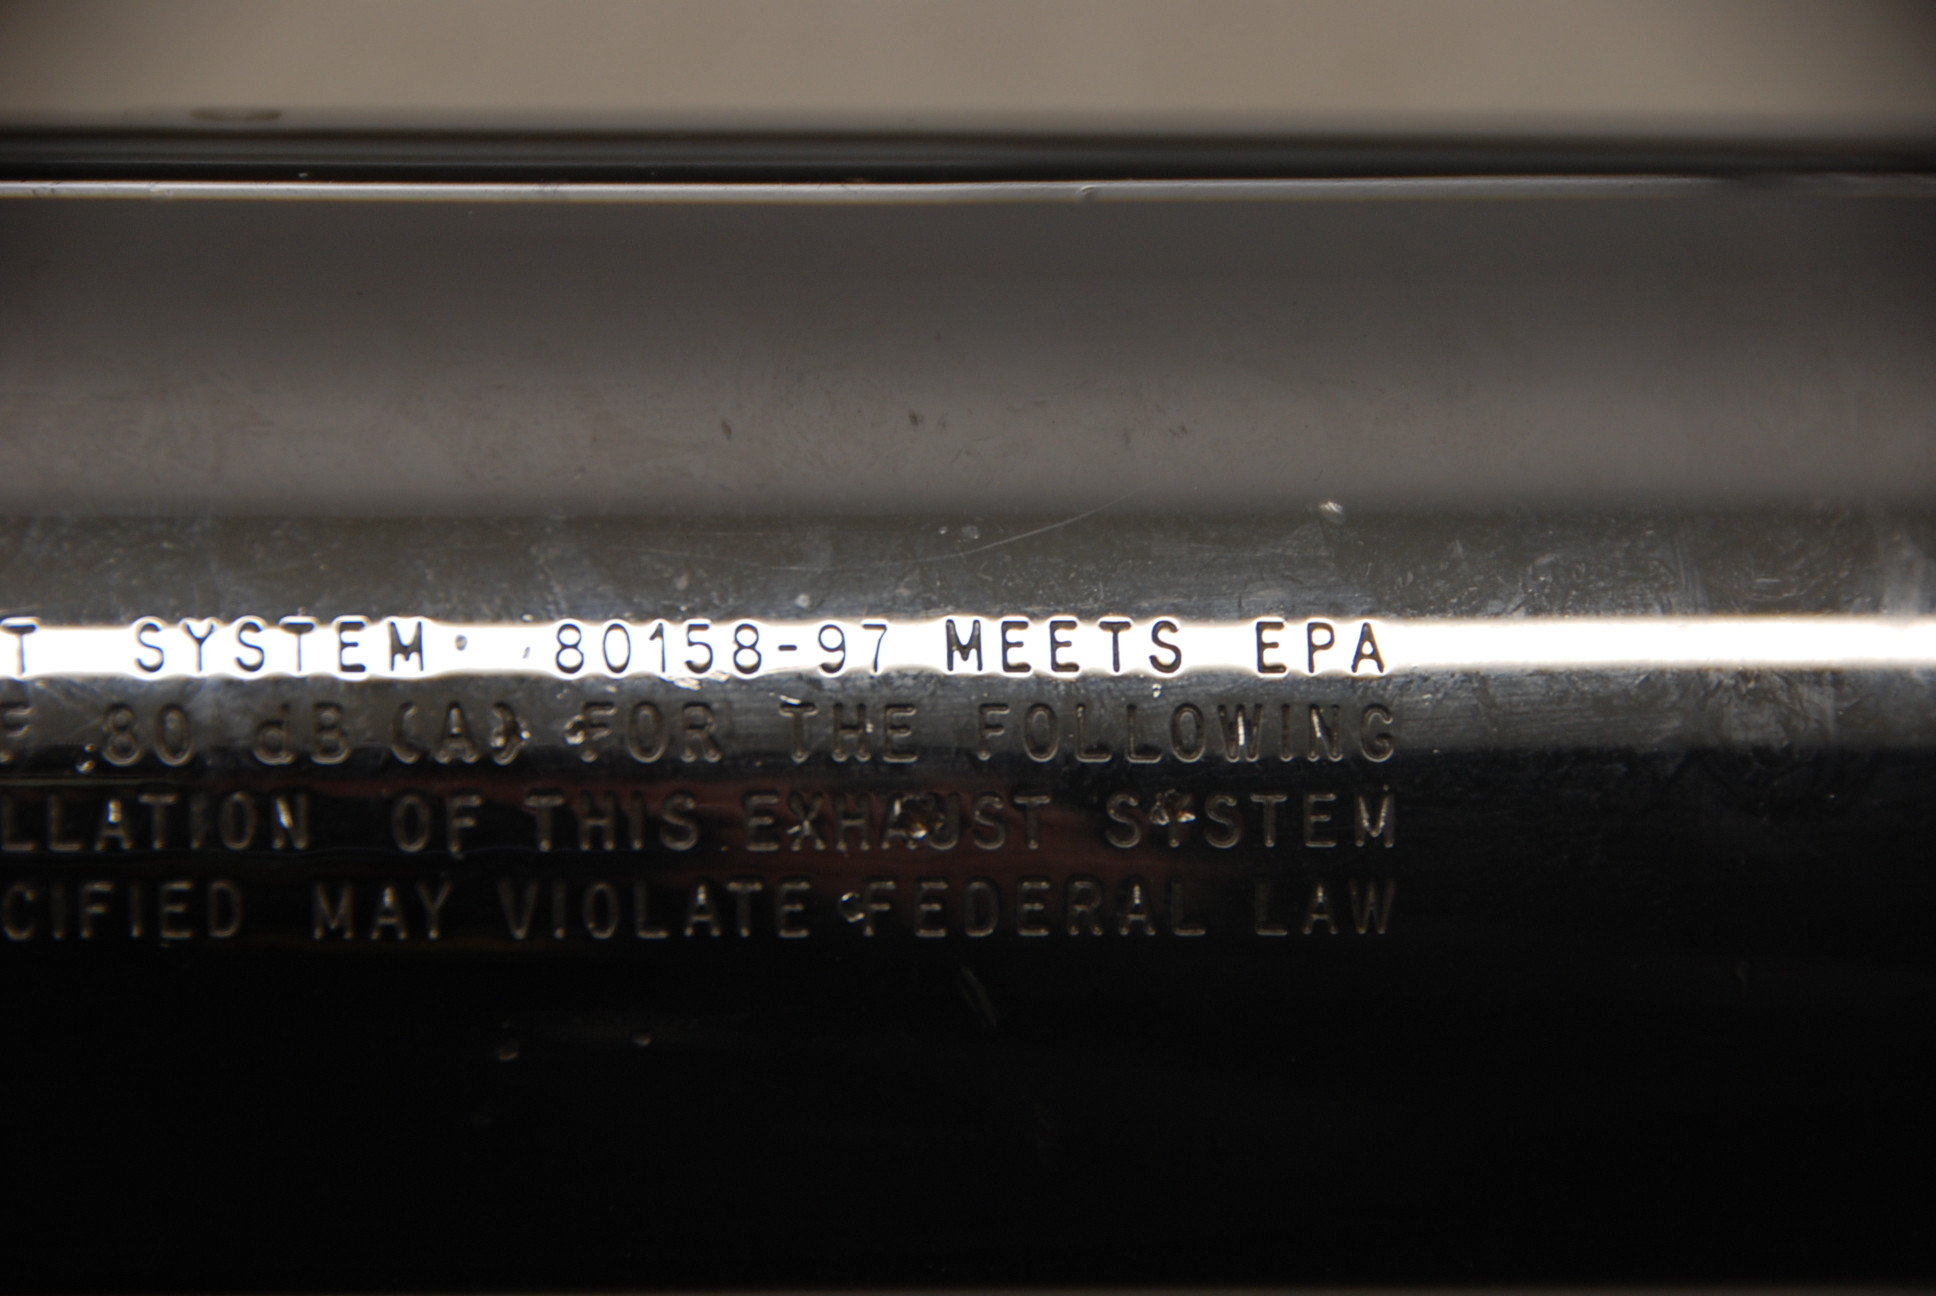 T SYSTEM 80158-97 MEETS EPA
F 80 dB (A) FOR THE FOLLOWING
LLATION OF THIS EXHAUST SYSTEM
CIFIED MAY VIOLATE FEDERAL LAW